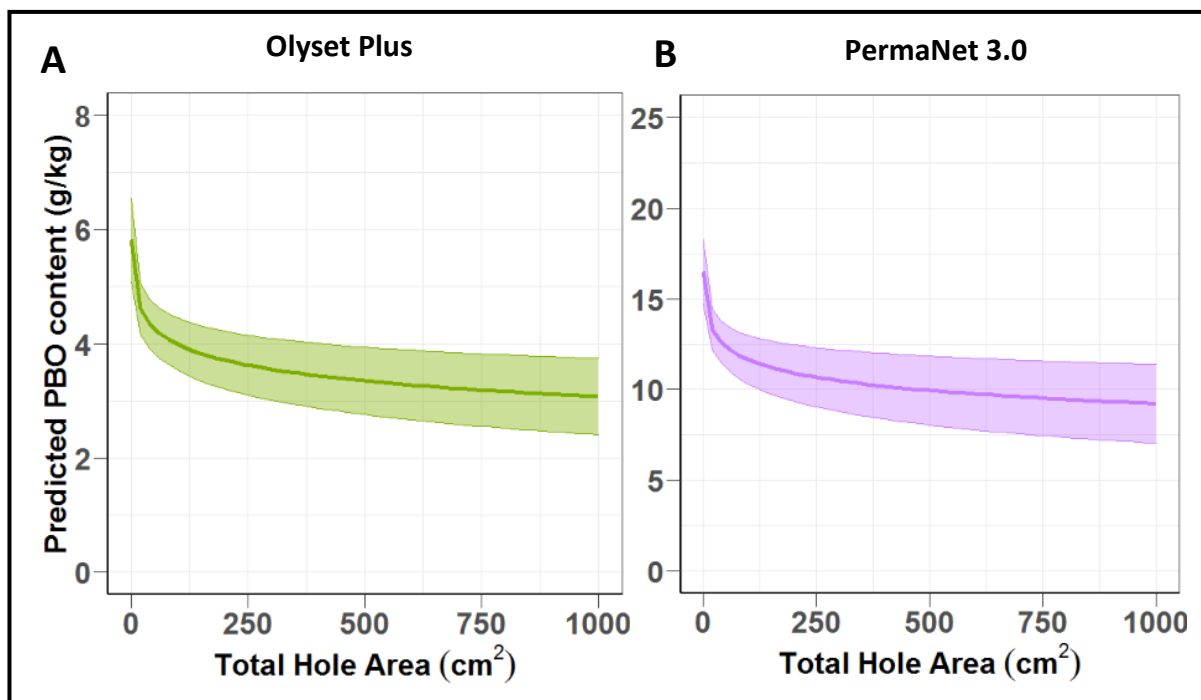 A
Olyset Plus
Predicted PBO content (g/kg)
8
6
4
2
0
0 250 500 750 1000
Total Hole Area (cm²)
B
PermaNet 3.0
25
20
15
10
5
0
0 250 500 750 1000
Total Hole Area (cm²)